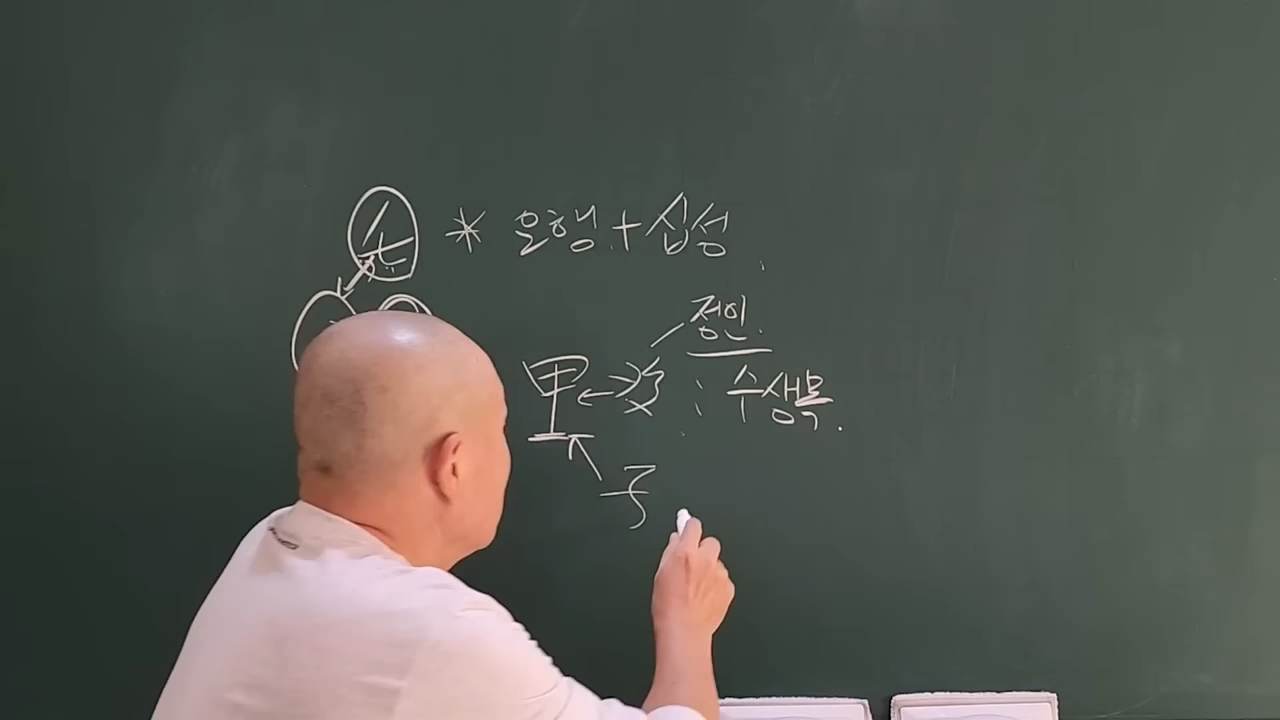 * 오행+십성
정인
甲 ← 癸 : 수생목.
子